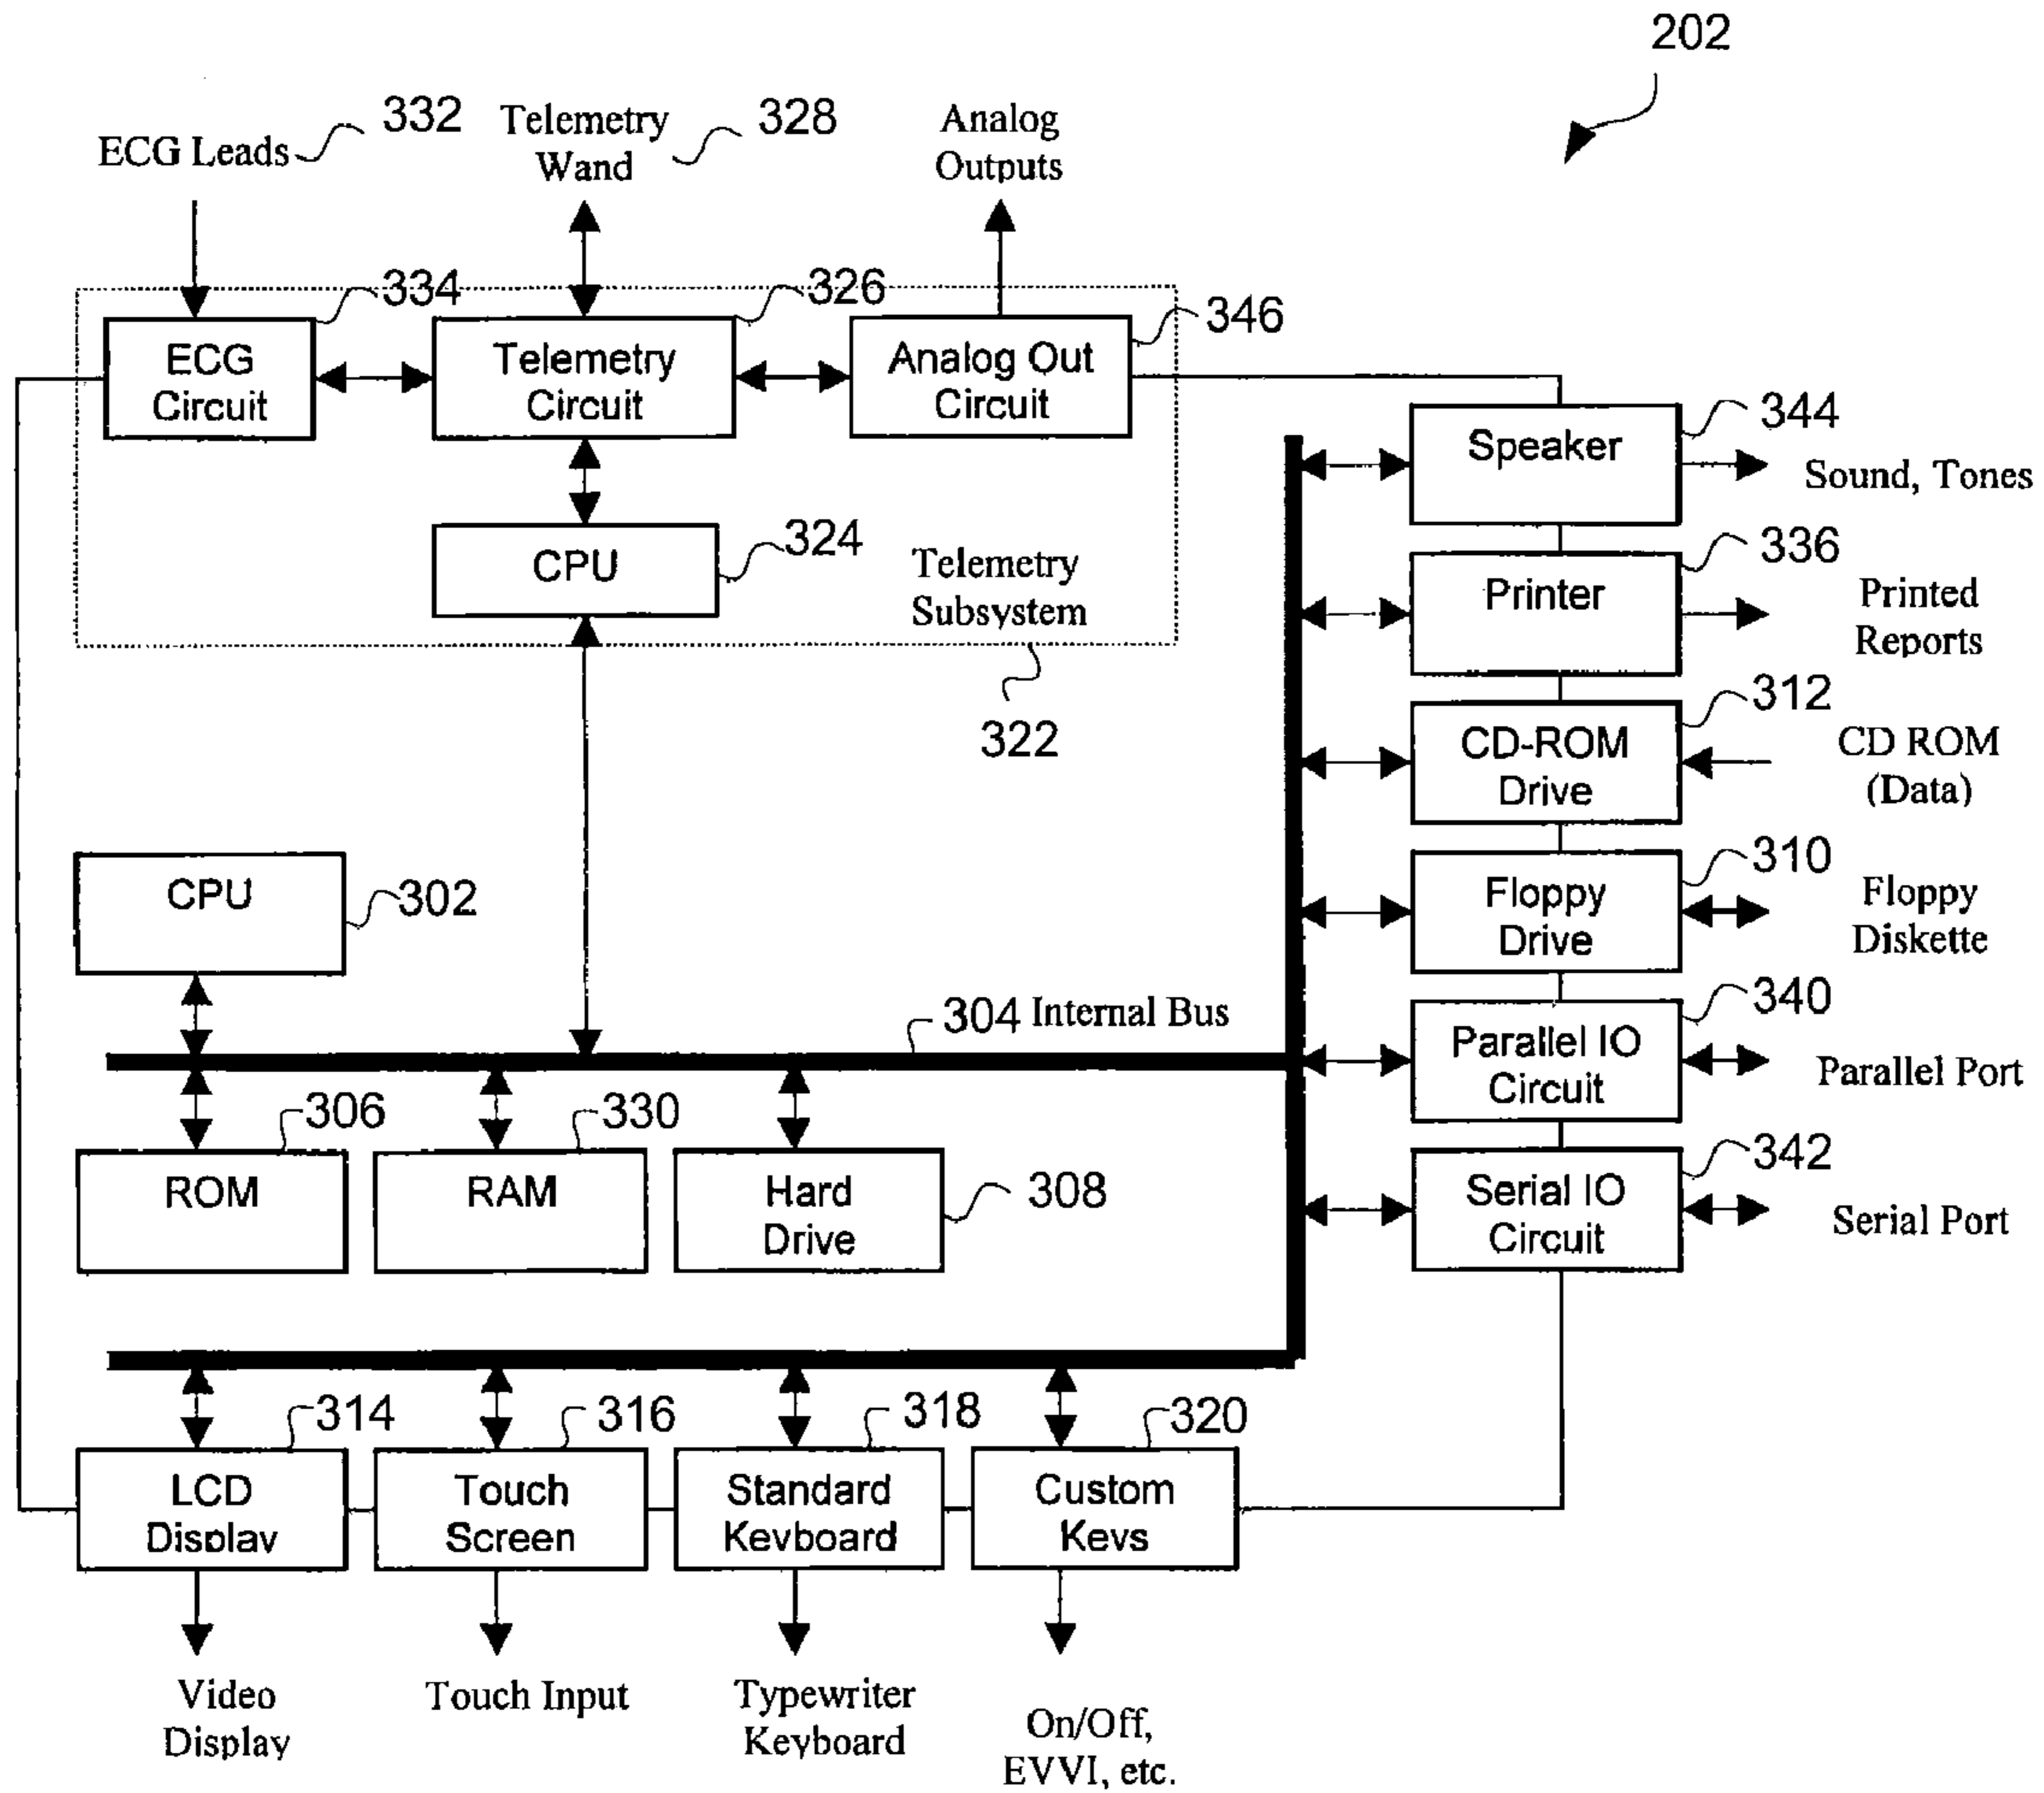 202
ECG Leads
332
Telemetry
Wand
328
Analog
Outputs
334
326
346
ECG
Circuit
Telemetry
Circuit
Analog Out
Circuit
CPU
324
Telemetry
Subsystem
322
Speaker
344
Sound, Tones
Printer
336
Printed
Reports
CD-ROM
Drive
312
CD ROM
(Data)
Floppy
Drive
310
Floppy
Diskette
Parallel IO
Circuit
340
Parallel Port
Serial IO
Circuit
342
Serial Port
CPU
302
304 Internal Bus
306
ROM
330
RAM
Hard
Drive
308
314
LCD
Display
316
Touch
Screen
318
Standard
Keyboard
320
Custom
Keys
Video
Display
Touch Input
Typewriter
Keyboard
On/Off,
EVVI, etc.